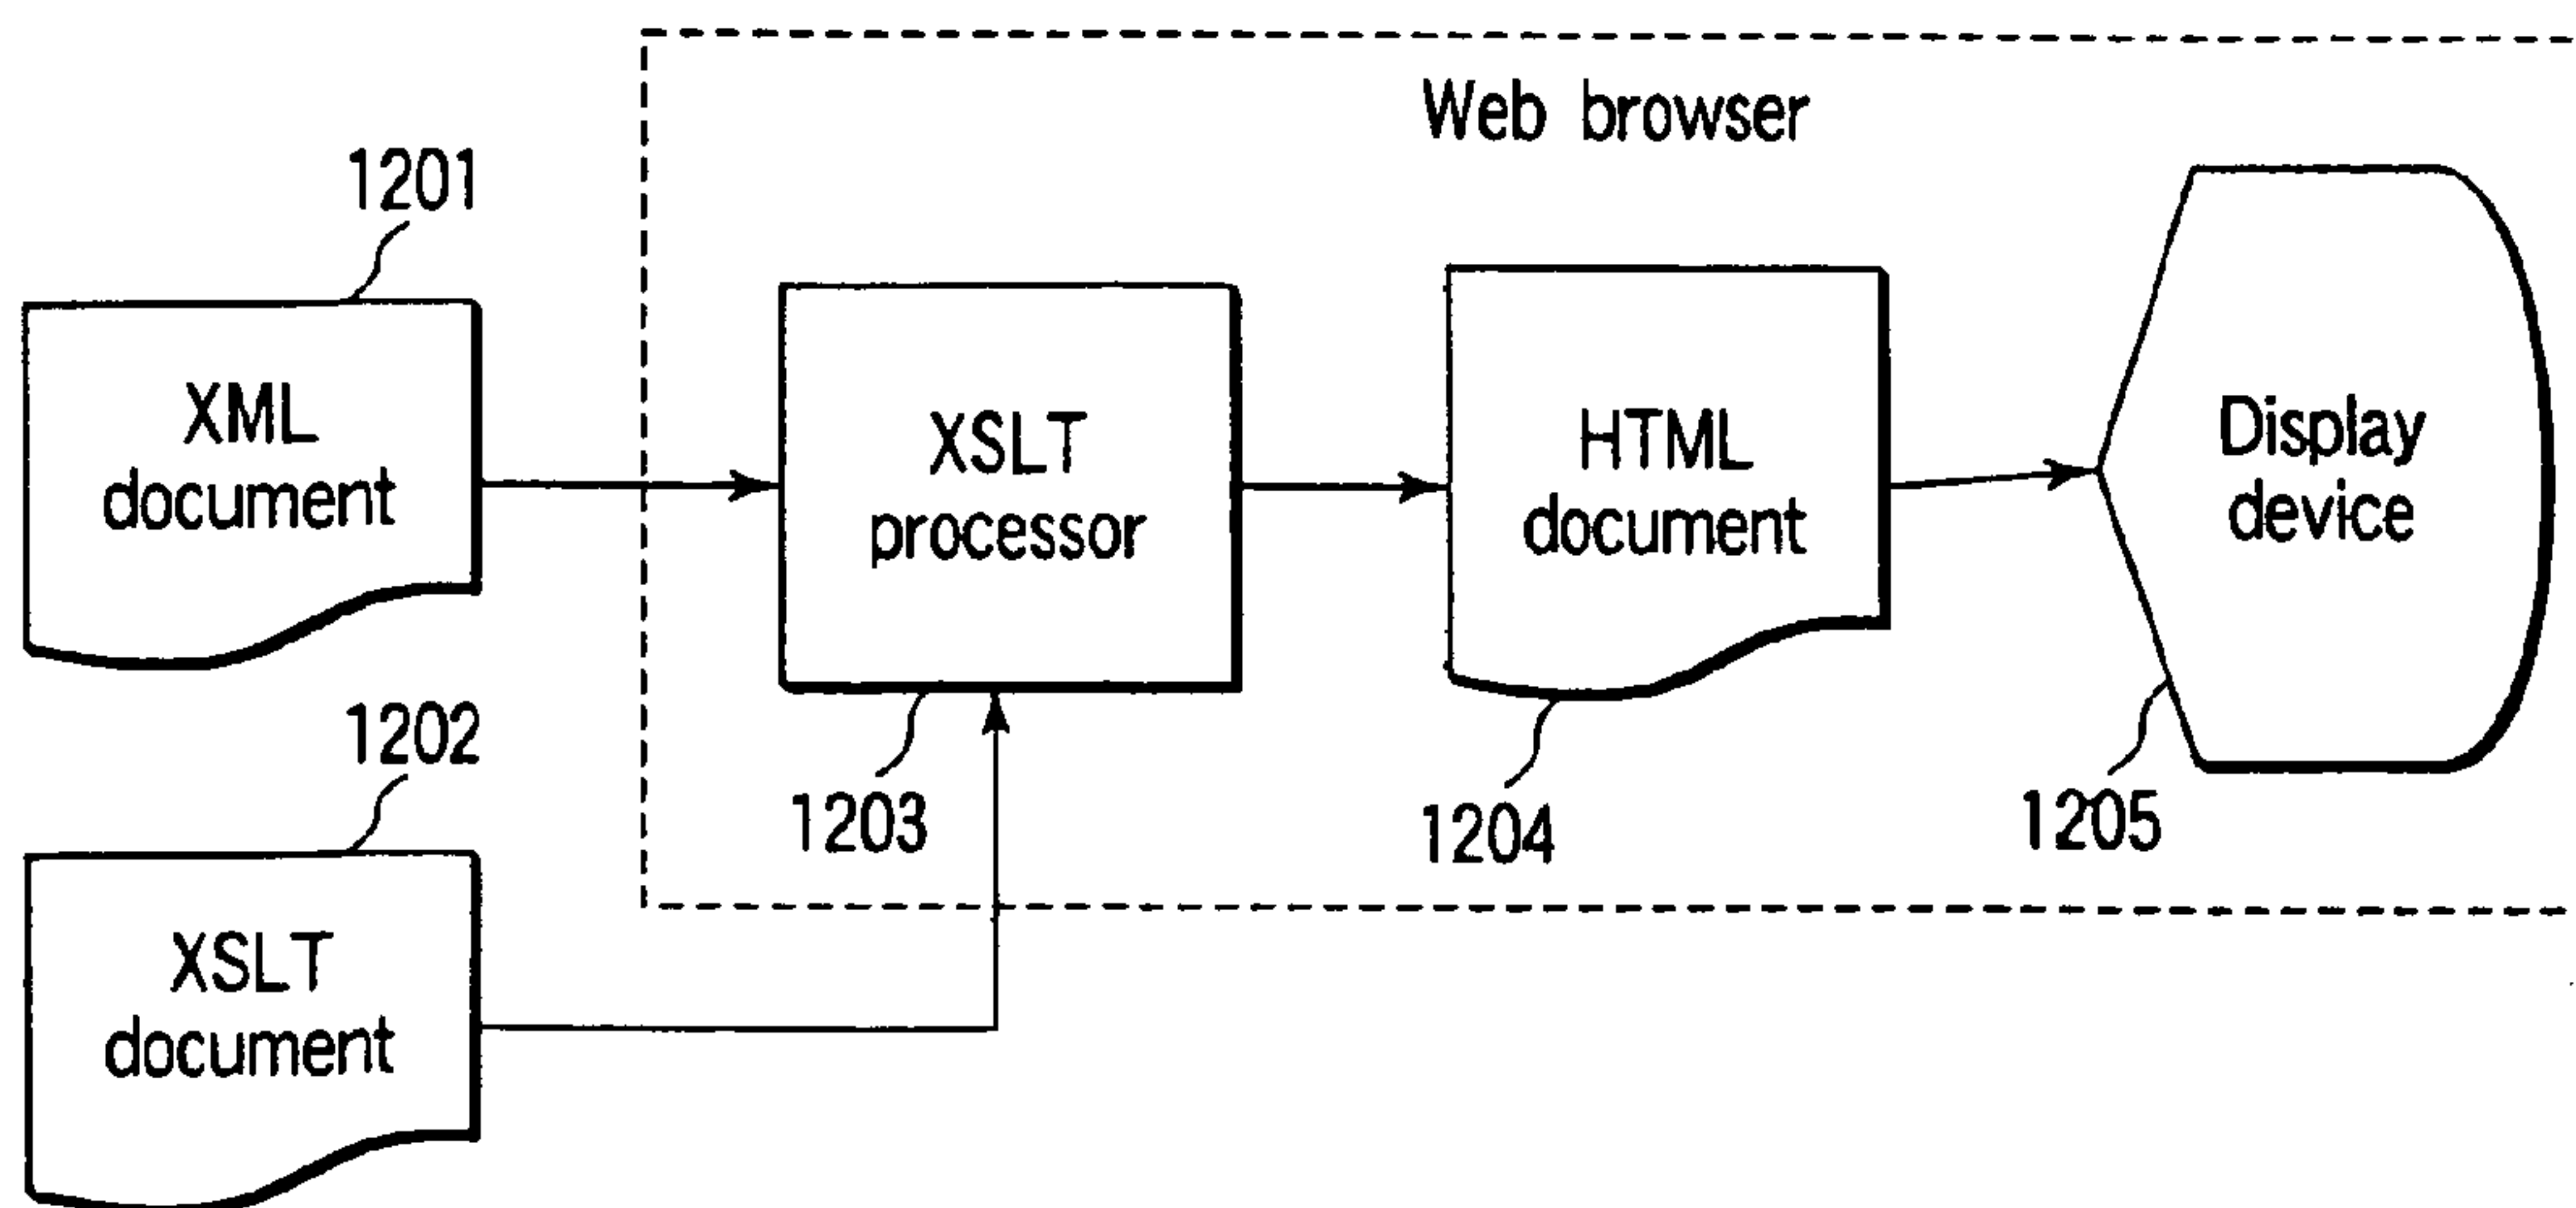 Web browser
1201
XML
document
XSLT
processor
HTML
document
Display
device
1202
1203
1204
1205
XSLT
document